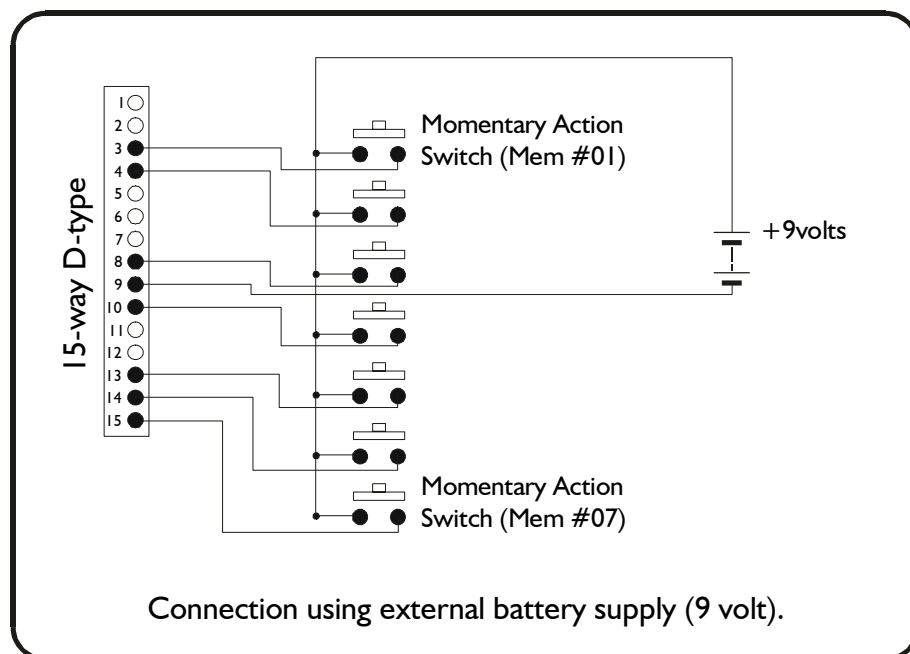 15-way D-type
1
2
3
4
5
6
7
8
9
10
11
12
13
14
15
Momentary Action
Switch (Mem #01)
+9volts
Momentary Action
Switch (Mem #07)
Connection using external battery supply (9 volt).